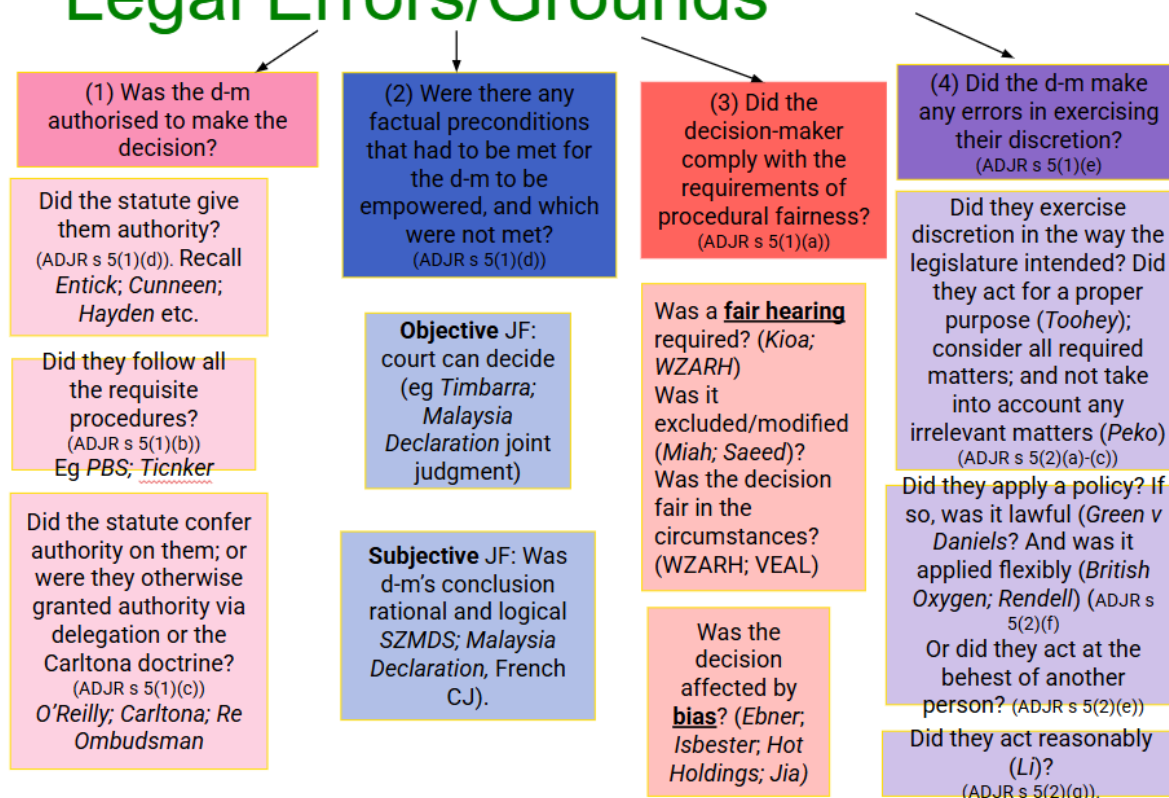 Legal Errors/Grounds
(1) Was the d-m
authorised to make the
decision?
Did the statute give
them authority?
(ADJR s 5(1)(d)). Recall
Entick; Cunneen;
Hayden etc.
Did they follow all
the requisite
procedures?
(ADJR s 5(1)(b))
Eg PBS; Ticnker
Did the statute confer
authority on them; or
were they otherwise
granted authority via
delegation or the
Carltona doctrine?
(ADJR s 5(1)(c))
O'Reilly; Carltona; Re
Ombudsman
(2) Were there any
factual preconditions
that had to be met for
the d-m to be
empowered, and which
were not met?
(ADJR s 5(1)(d))
Objective JF:
court can decide
(eg Timbarra;
Malaysia
Declaration joint
judgment)
Subjective JF: Was
d-m's conclusion
rational and logical
SZMDS; Malaysia
Declaration, French
CJ).
(3) Did the
decision-maker
comply with the
requirements of
procedural fairness?
(ADJR s 5(1)(a))
Was a fair hearing
required? (Kioa;
WZARH)
Was it
excluded/modified
(Miah; Saeed)?
Was the decision
fair in the
circumstances?
(WZARH; VEAL)
Was the
decision
affected by
bias? (Ebner;
Isbester; Hot
Holdings; Jia)
(4) Did the d-m make
any errors in exercising
their discretion?
(ADJR s 5(1)(e)
Did they exercise
discretion in the way the
legislature intended? Did
they act for a proper
purpose (Toohey);
consider all required
matters; and not take
into account any
irrelevant matters (Peko)
(ADJR s 5(2)(a)-(c))
Did they apply a policy? If
so, was it lawful (Green v
Daniels? And was it
applied flexibly (British
Oxygen; Rendell) (ADJR s
5(2)(f)
Or did they act at the
behest of another
person? (ADJR s 5(2)(e))
Did they act reasonably
(Li)?
(ADJR s 5(2)(g)).